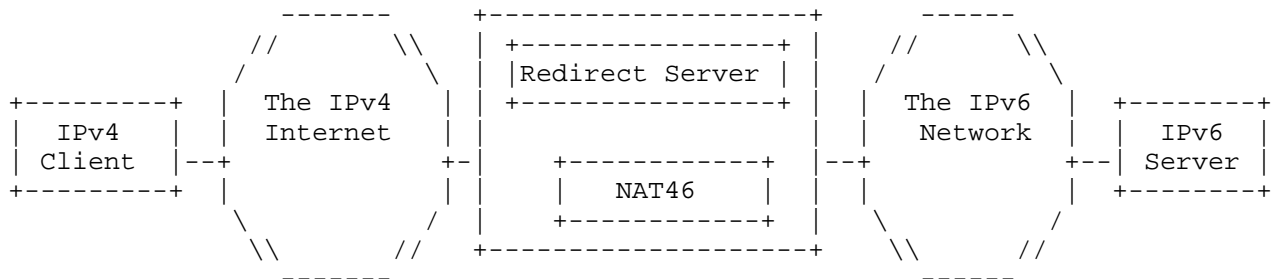 Redirect Server
The IPv4
Internet
The IPv6
Network
IPv4
Client
IPv6
Server
NAT46